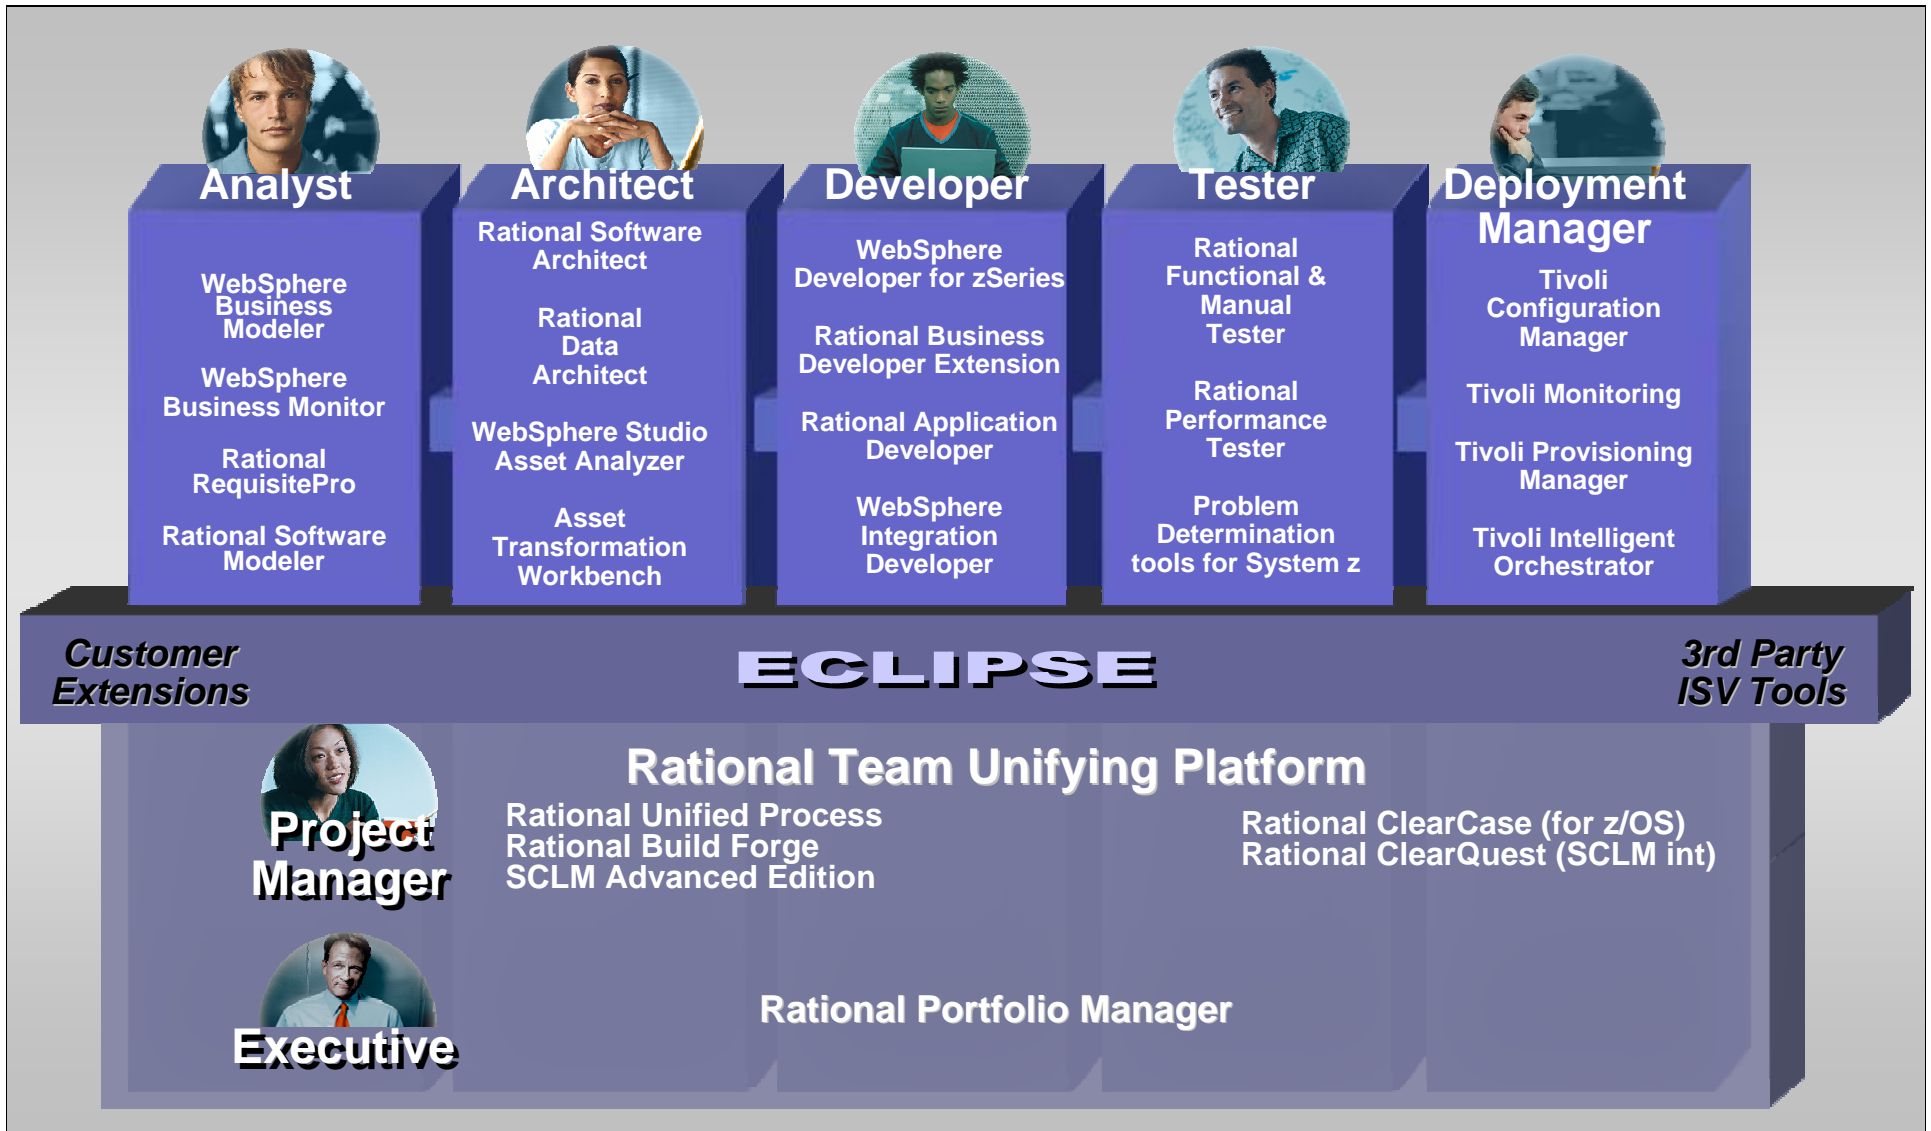 Analyst
WebSphere
Business
Modeler
WebSphere
Business Monitor
Rational
RequisitePro
Rational Software
Modeler
Architect
Rational Software
Architect
Rational
Data
Architect
WebSphere Studio
Asset Analyzer
Asset
Transformation
Workbench
Developer
WebSphere
Developer for zSeries
Rational Business
Developer Extension
Rational Application
Developer
WebSphere
Integration
Developer
Tester
Rational
Functional &
Manual
Tester
Rational
Performance
Tester
Problem
Determination
tools for System z
Deployment
Manager
Tivoli
Configuration
Manager
Tivoli Monitoring
Tivoli Provisioning
Manager
Tivoli Intelligent
Orchestrator
Customer
Extensions
ECLIPSE
3rd Party
ISV Tools
Rational Team Unifying Platform
Project
Manager
Rational Unified Process
Rational Build Forge
SCLM Advanced Edition
Rational ClearCase (for z/OS)
Rational ClearQuest (SCLM int)
Executive
Rational Portfolio Manager